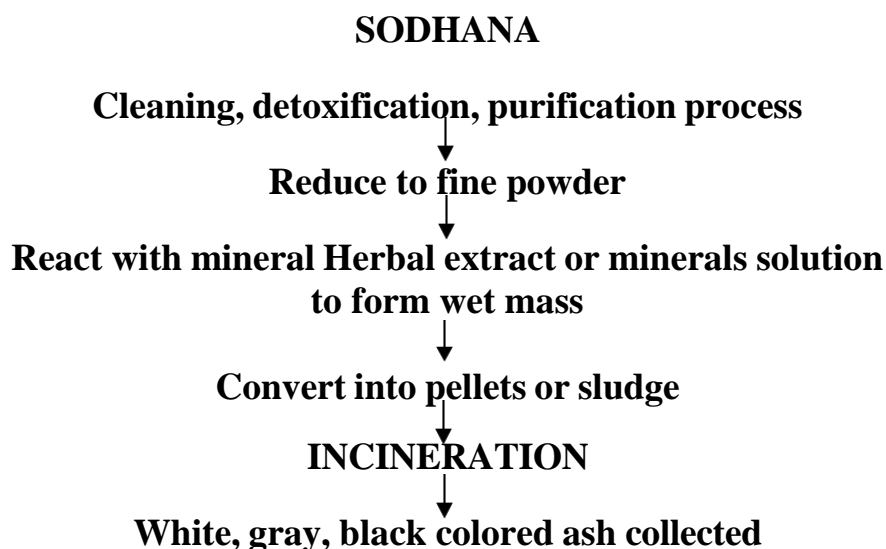 SODHANA
Cleaning, detoxification, purification process
Reduce to fine powder
React with mineral Herbal extract or minerals solution
to form wet mass
Convert into pellets or sludge
INCINERATION
White, gray, black colored ash collected